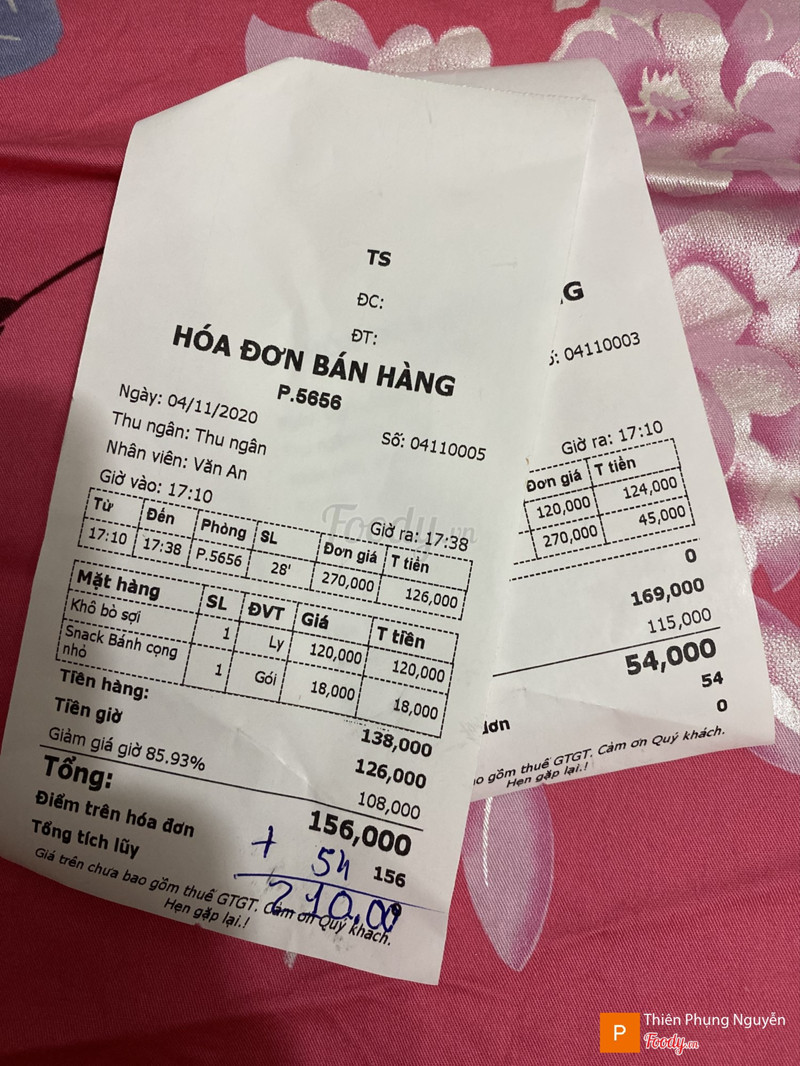 TS
ĐC:
ĐT:
HÓA ĐƠN BÁN HÀNG
P.5656
Ngày: 04/11/2020
Số: 04110005
Thu ngân: Thu ngân
Nhân viên: Văn An
Giờ vào: 17:10 Giờ ra: 17:38
Từ Đến Phòng SL Đơn giá T tiền
17:10 17:38 P.5656 28' 270,000 126,000
Mặt hàng SL ĐVT Giá T tiền
Khô bò sợi 1 Ly 120,000 120,000
Snack Bánh cọng
nhỏ 1 Gói 18,000 18,000
Tiền hàng: 138,000
Tiền giờ 126,000
Giảm giá giờ 85.93% 108,000
Tổng: 156,000
Điểm trên hóa đơn 156
Tổng tích lũy
+ 54
210.00
Giá trên chưa bao gồm thuế GTGT. Cảm ơn Quý khách.
Hẹn gặp lại.!
G
04110003
Giờ ra: 17:10
Đơn giá T tiền
120,000 124,000
270,000 45,000
0
169,000
115,000
54,000
54
đơn 0
gồm thuế GTGT. Cảm ơn Quý khách.
Hẹn gặp lại.!
Foody.vn
P Thiên Phụng Nguyễn
Foody.vn